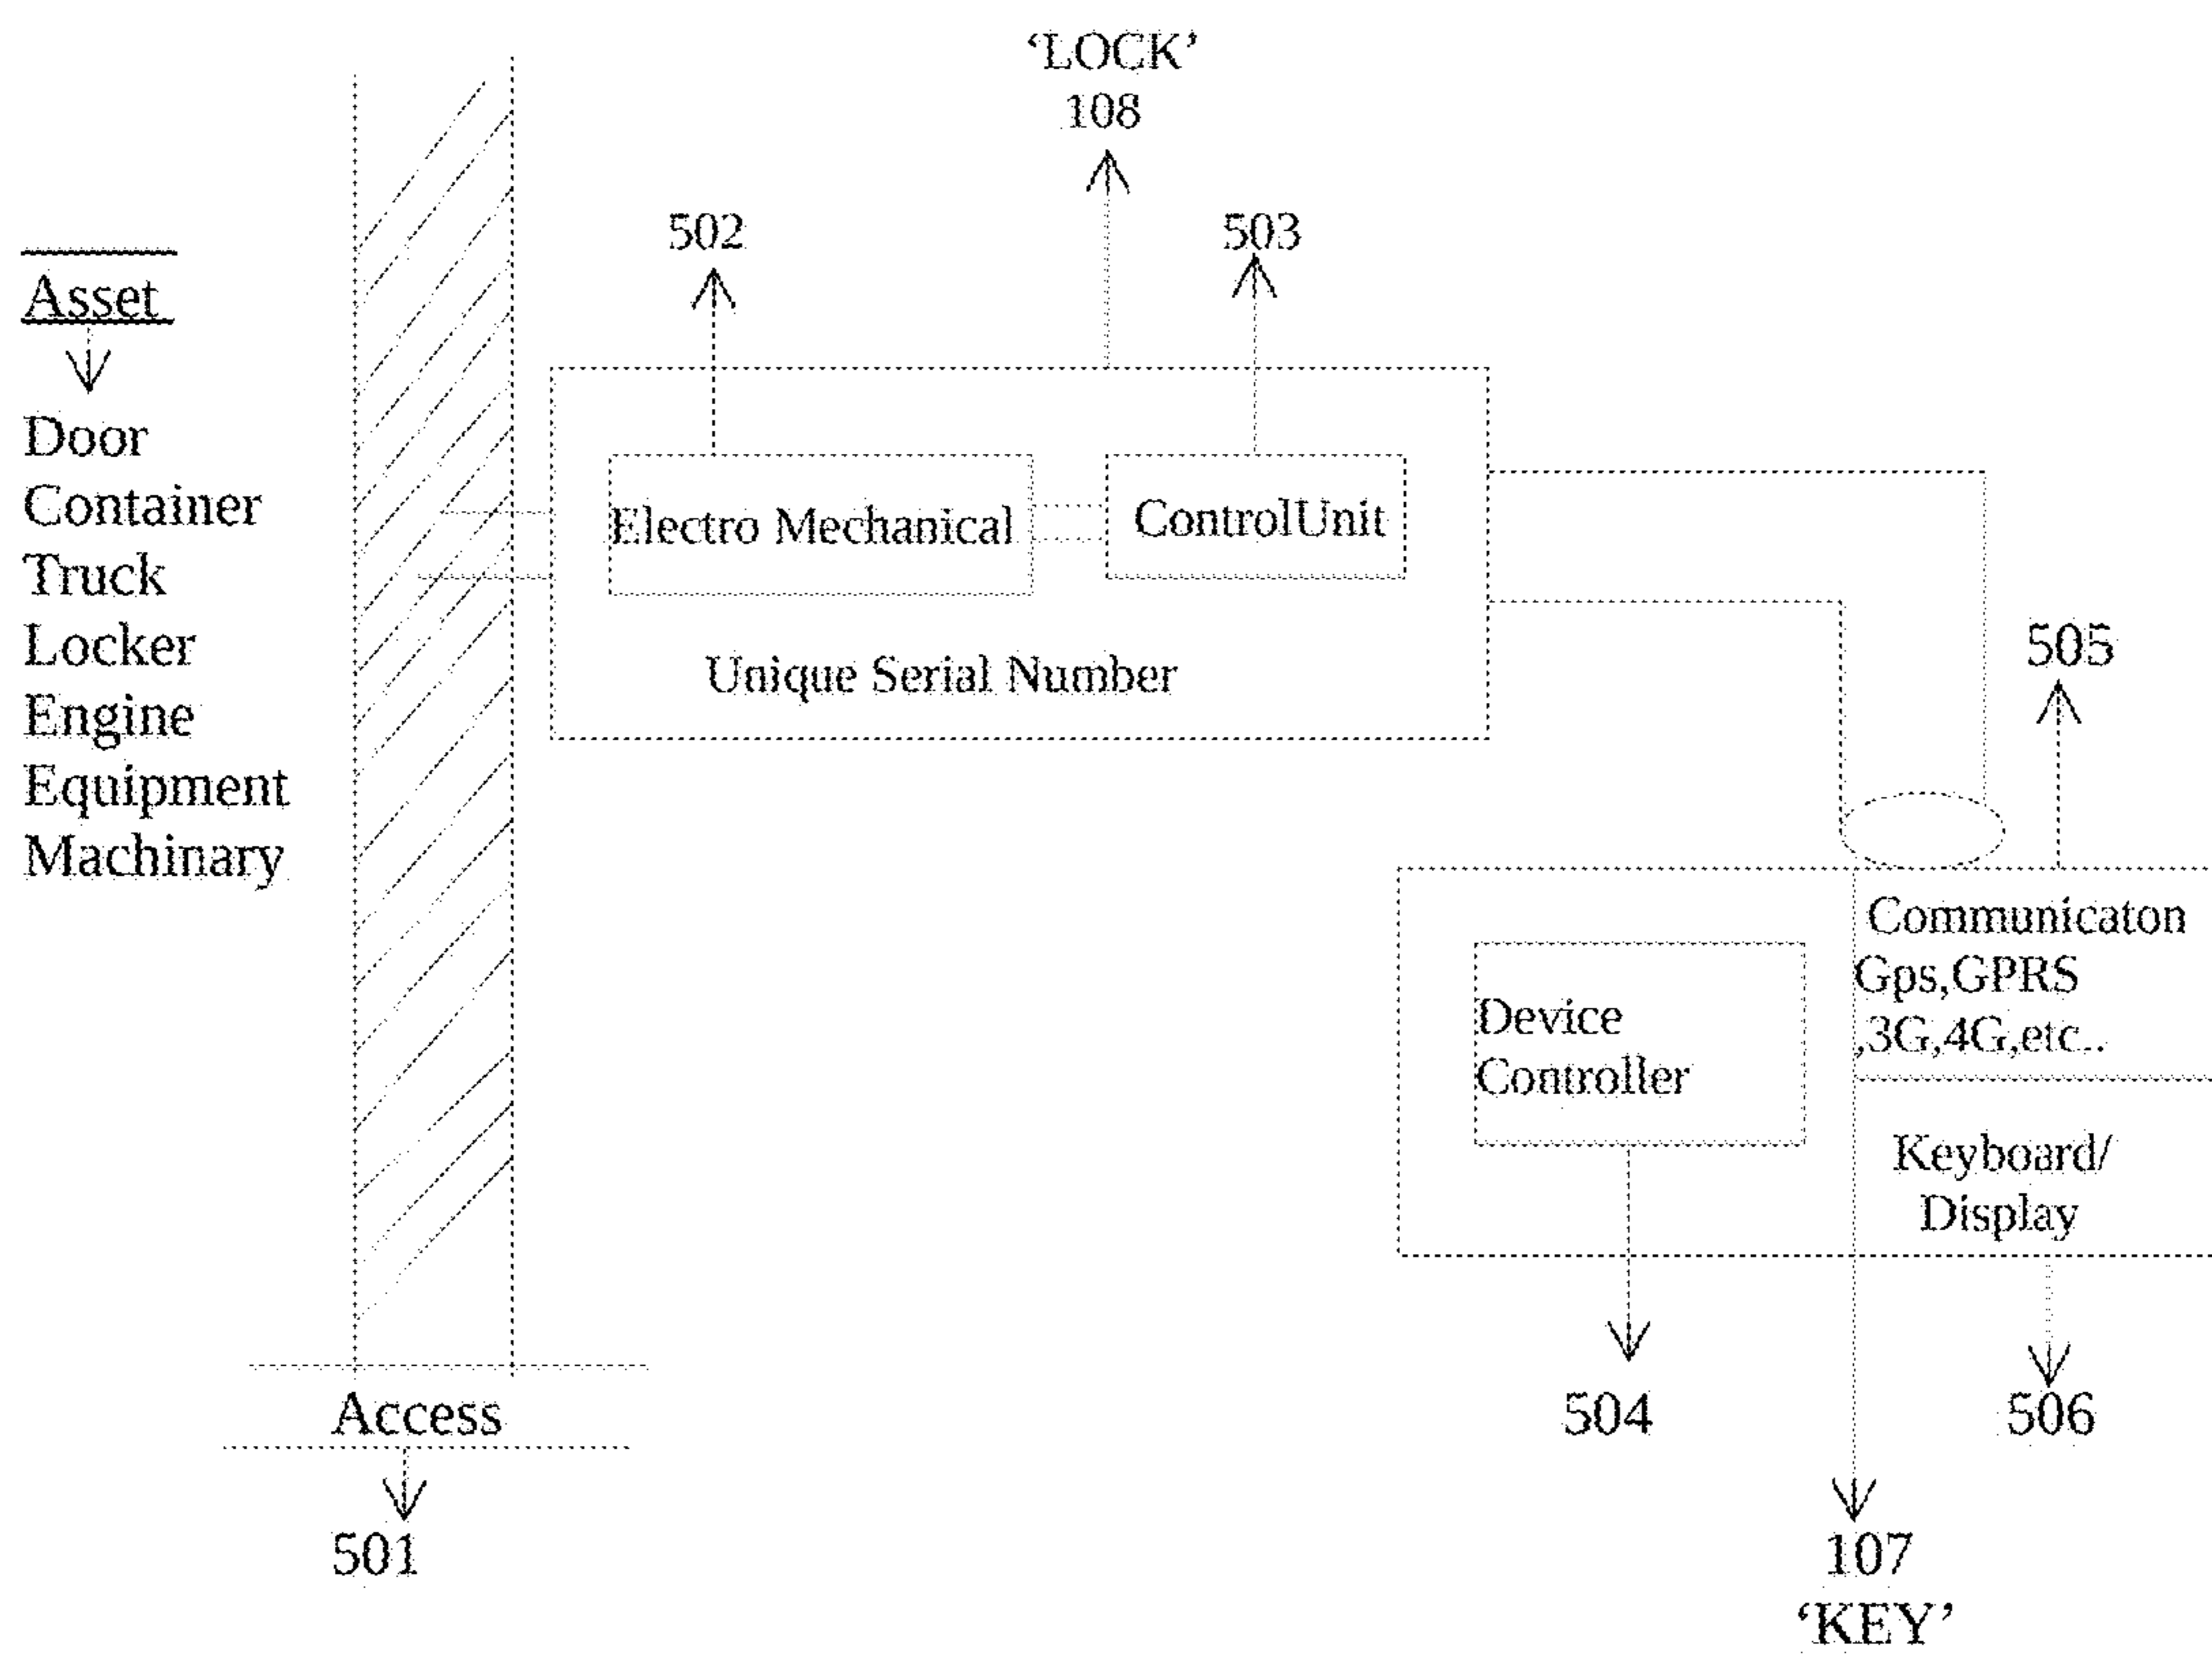 ‘LOCK’
108
502
503
Asset
Door
Container
Truck
Locker
Engine
Equipment
Machinary
Electro Mechanical
ControlUnit
Unique Serial Number
505
Communicaton
Gps,GPRS
,3G,4G,etc..
Device
Controller
Keyboard/
Display
Access
501
504
506
107
‘KEY’